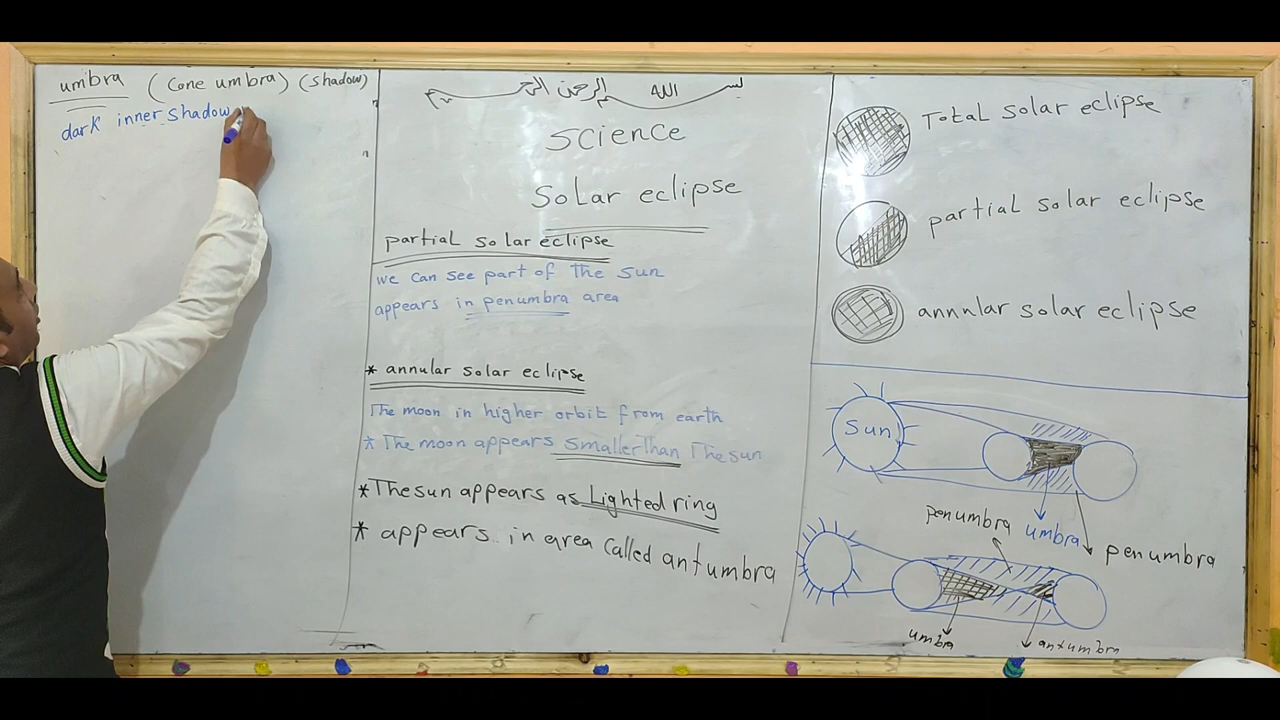 umbra (cone umbra) (shadow)
dark inner shadow
بسم الله الرحمن الرحيم
Science
Solar eclipse
partial solar eclipse
we can see part of The sun
appears in penumbra area
* annular solar eclipse
The moon in higher orbit from earth
* The moon appears smaller Than The sun
* The sun appears as Lighted ring
* appears in area called antumbra
Total solar eclipse
partial solar eclipse
annular solar eclipse
Sun
penumbra umbra penumbra
umbra antumbra